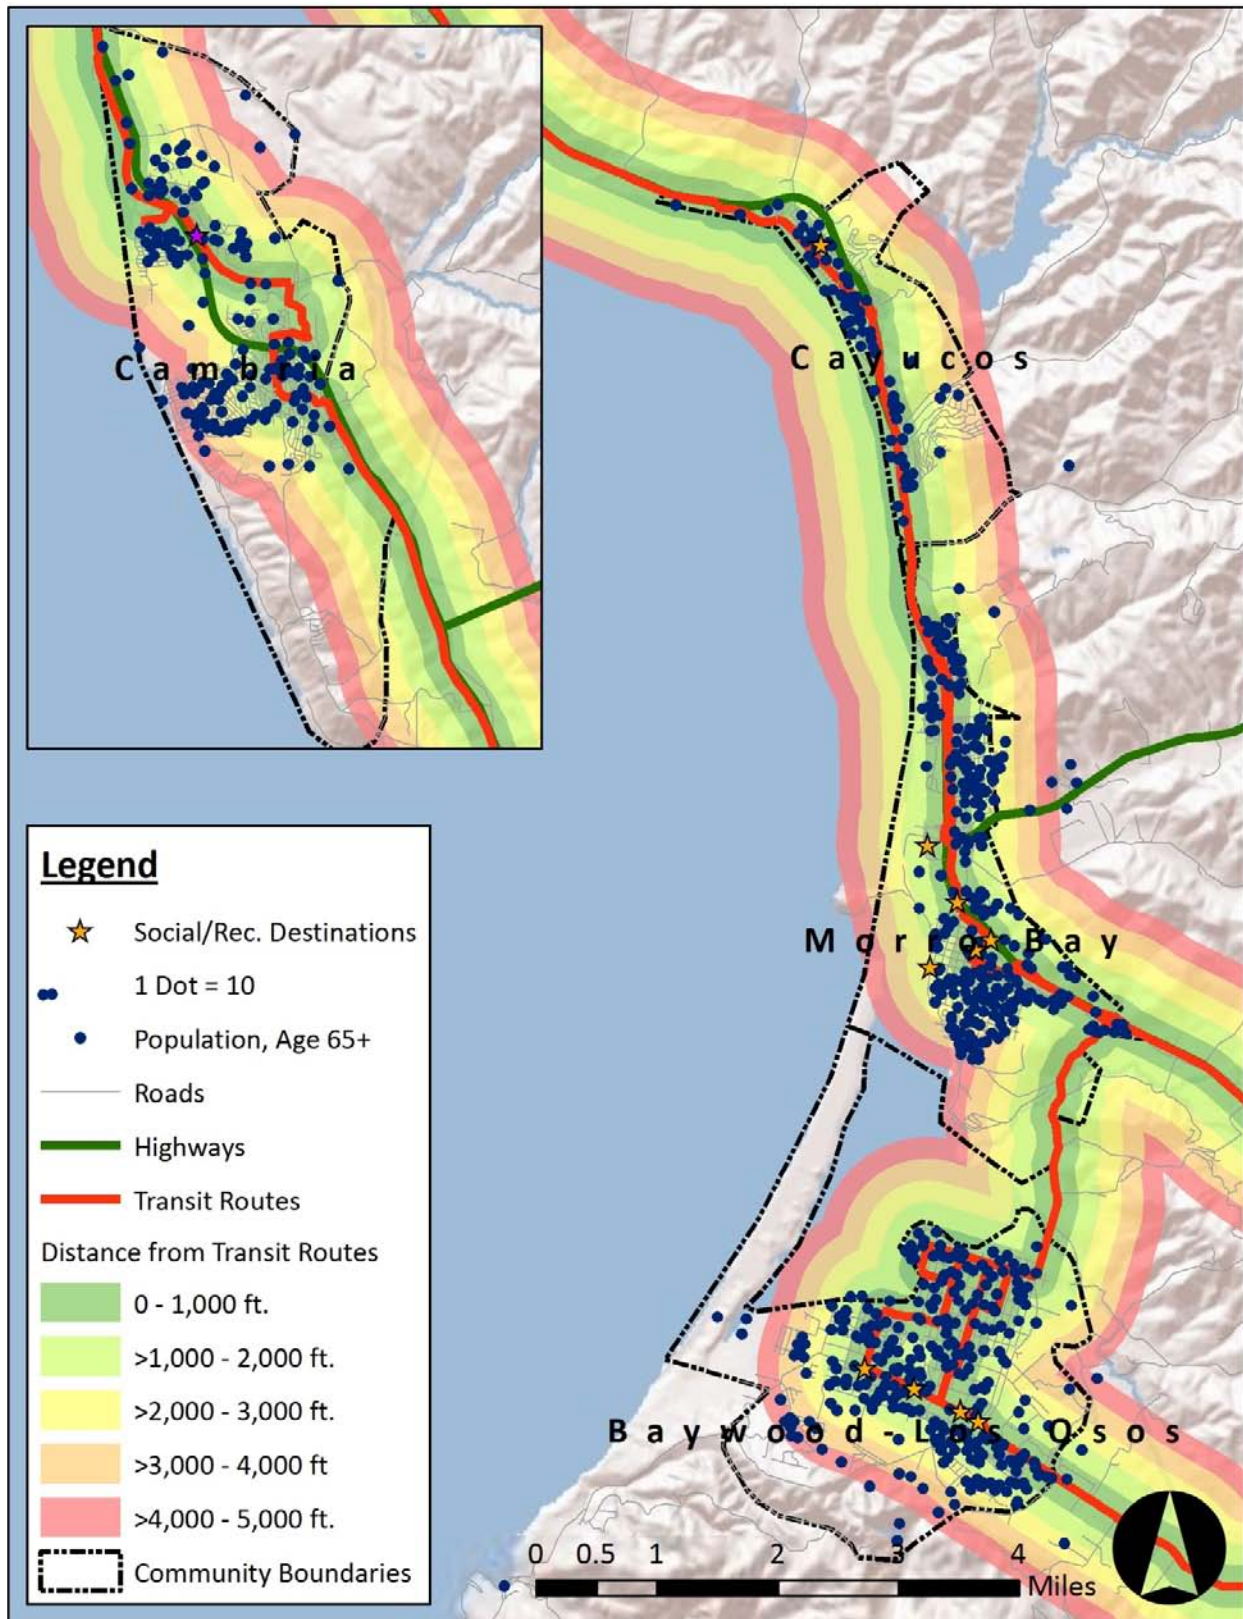 Cambria
Cayucos
Morro Bay
Baywood-Los Osos
Legend
Social/Rec. Destinations
1 Dot = 10
Population, Age 65+
Roads
Highways
Transit Routes
Distance from Transit Routes
0 - 1,000 ft.
>1,000 - 2,000 ft.
>2,000 - 3,000 ft.
>3,000 - 4,000 ft
>4,000 - 5,000 ft.
Community Boundaries
0 0.5 1 2 3 4
Miles